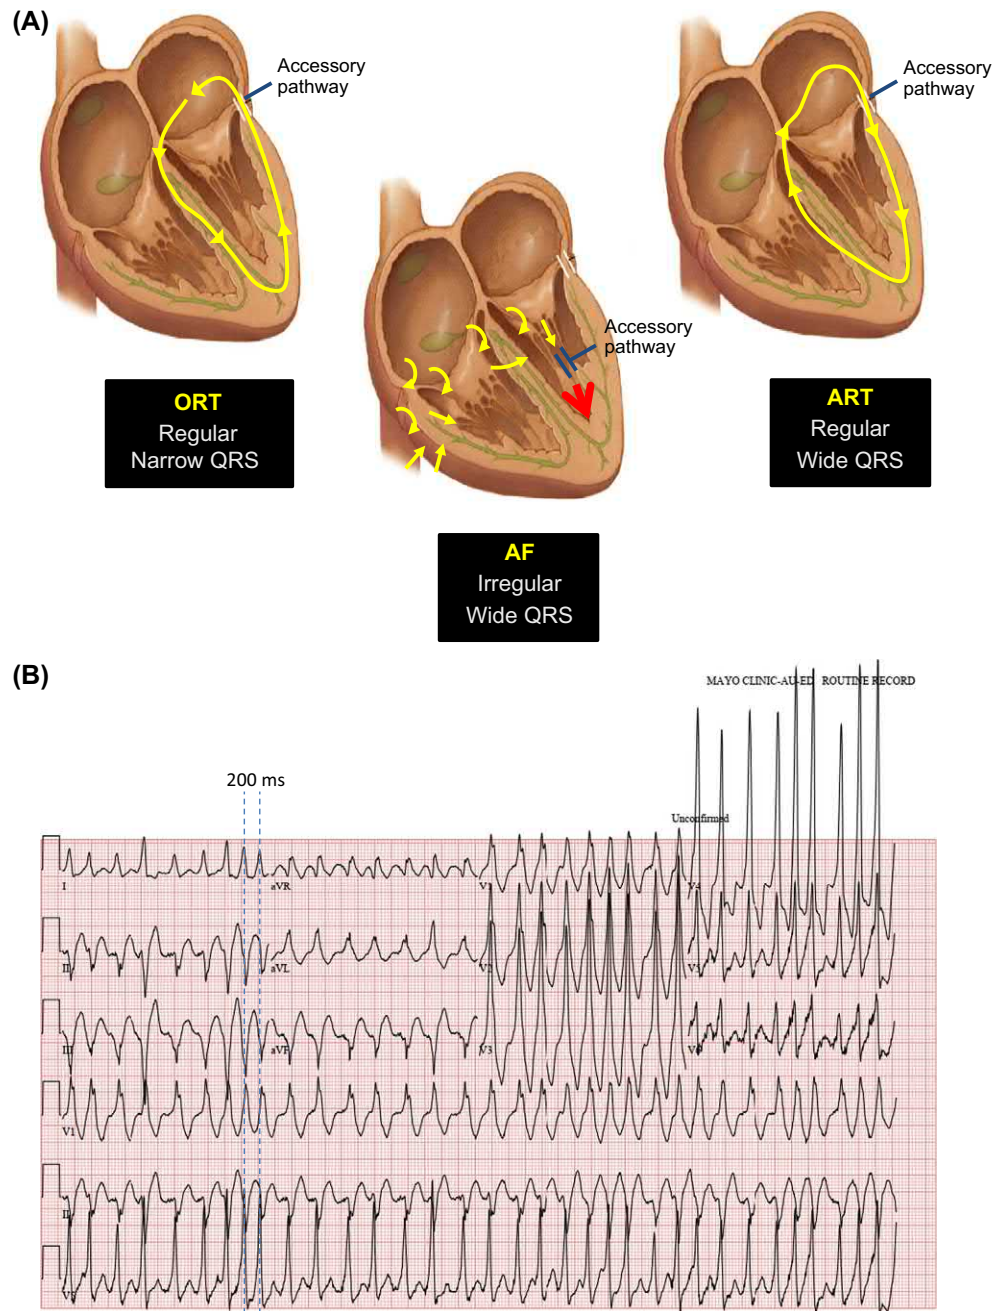 (A)
Accessory
pathway
Accessory
pathway
Accessory
pathway
ORT
Regular
Narrow QRS
ART
Regular
Wide QRS
AF
Irregular
Wide QRS
(B)
MAYO CLINIC-AU-ED ROUTINE RECORD
200 ms
Unconfirmed
I
aVR
V1
V4
II
aVL
V2
V5
III
aVF
V3
V6
V1
II
V5